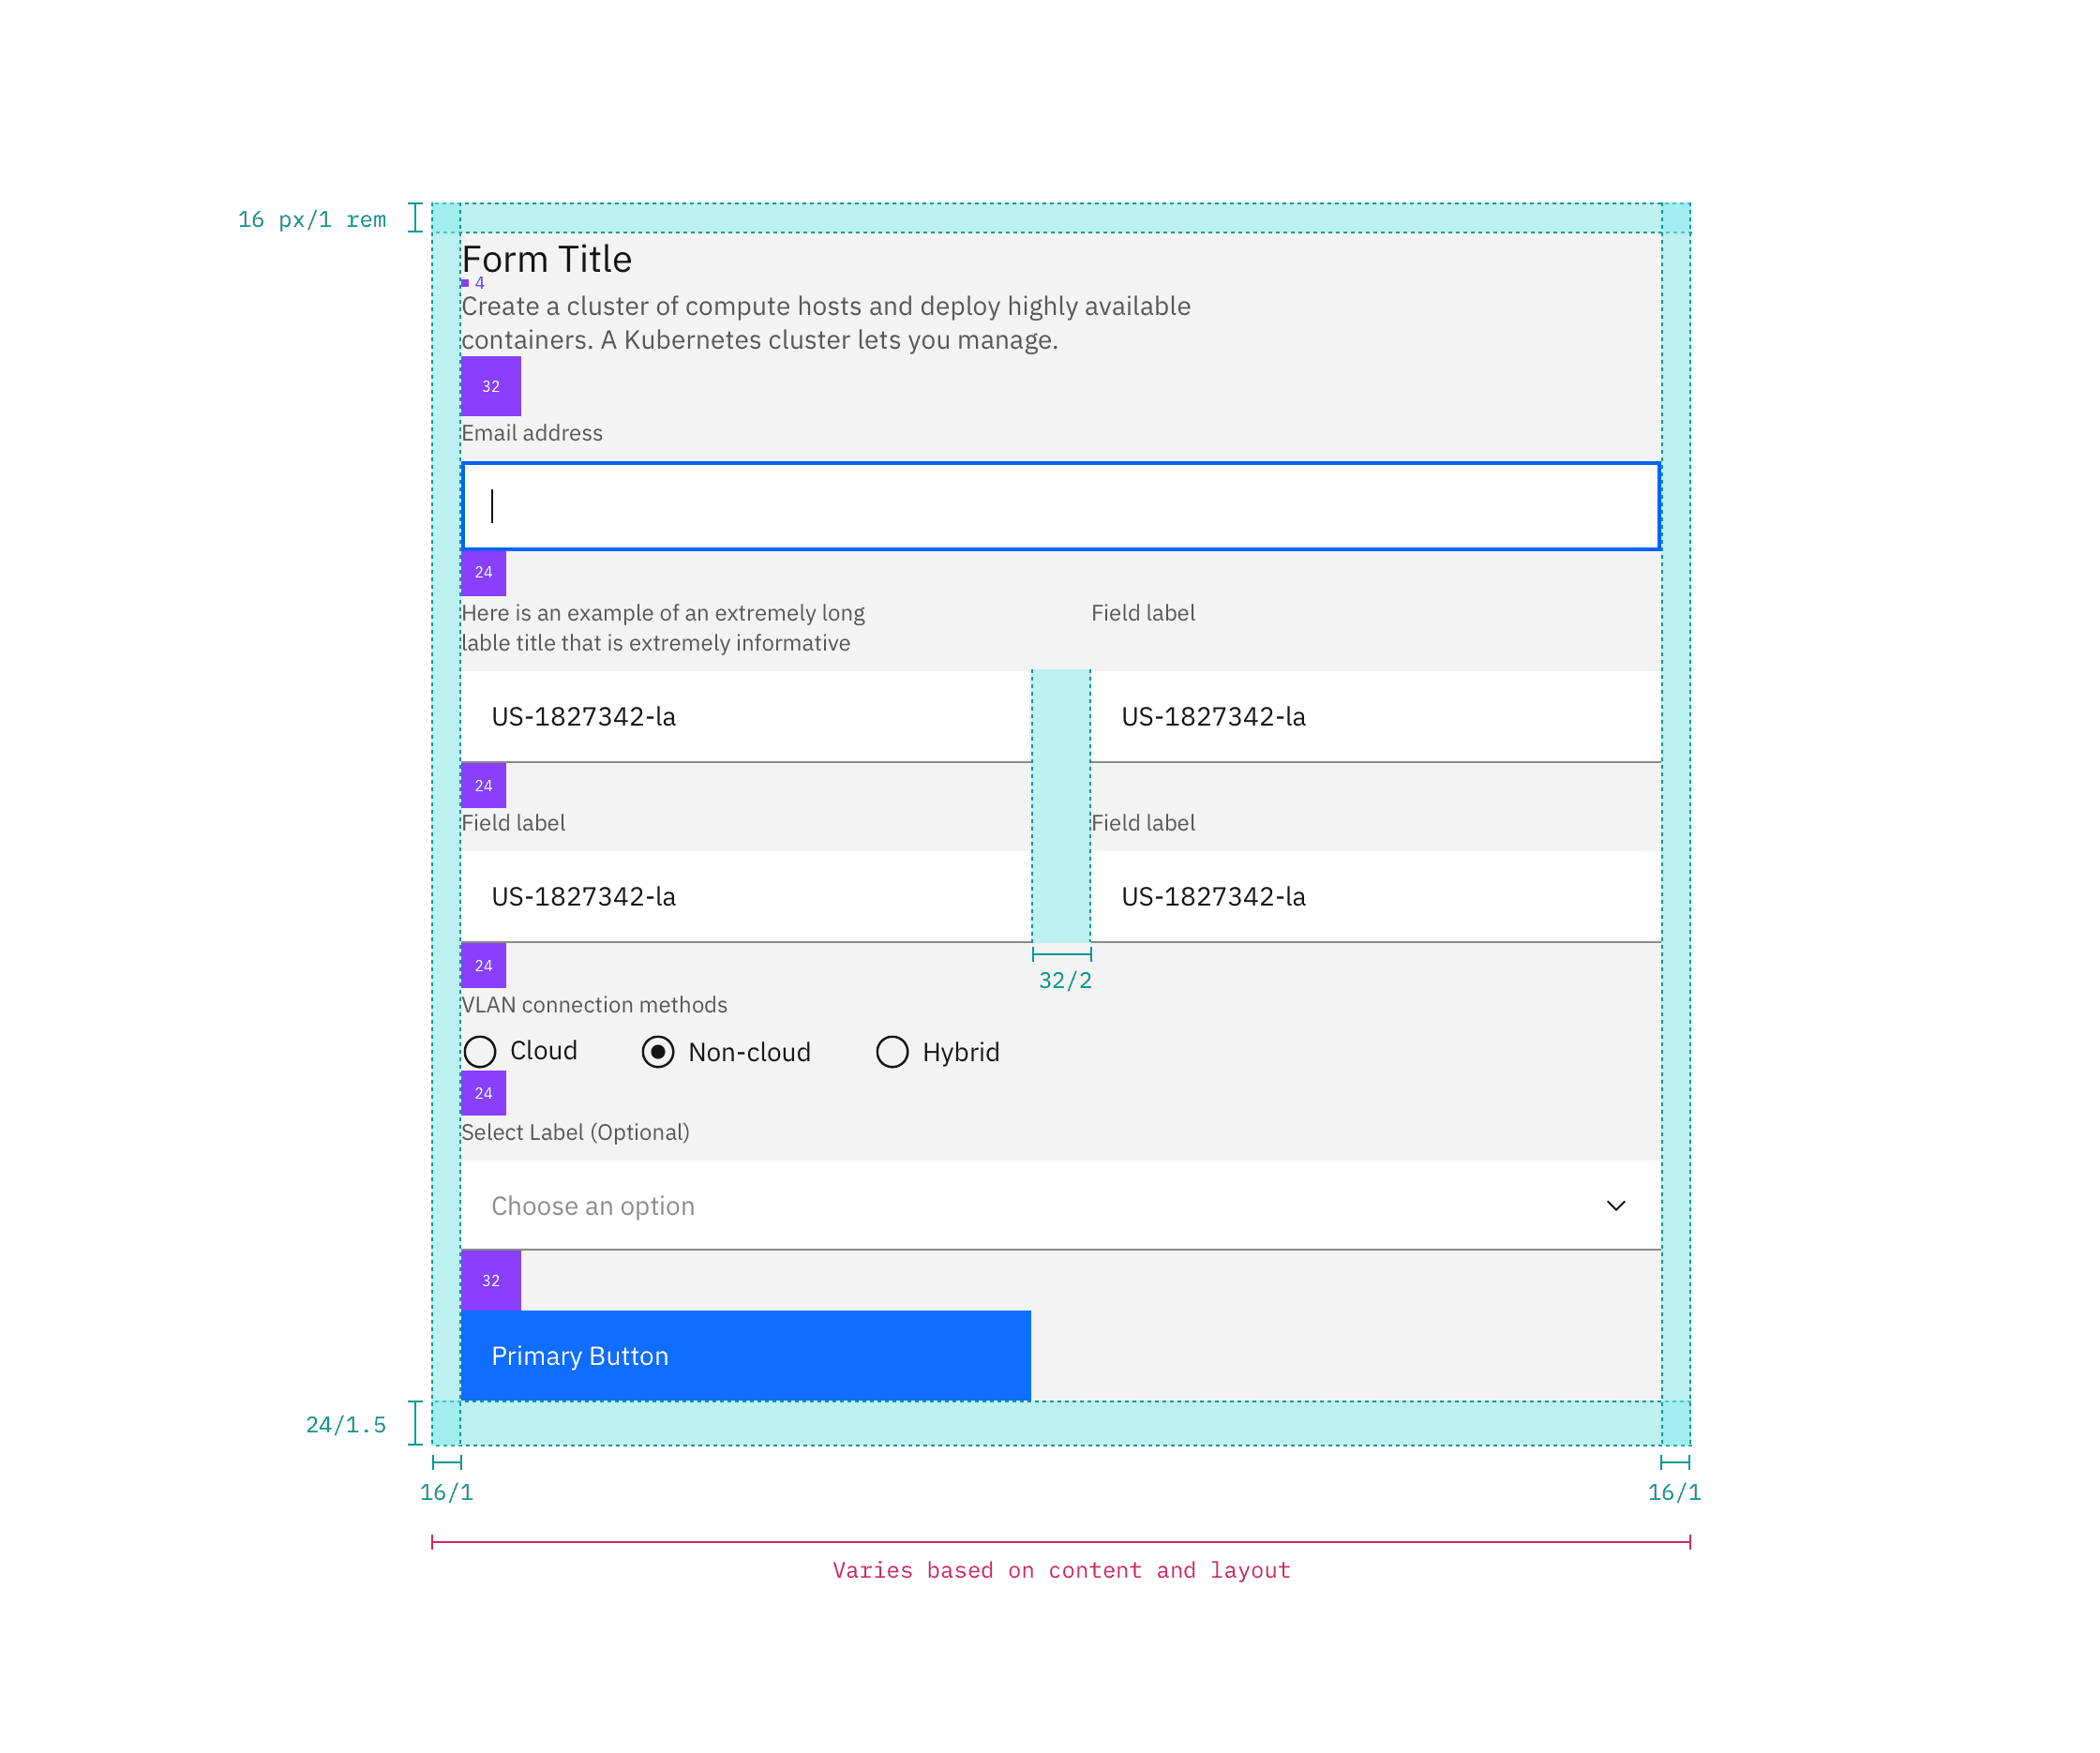 16 px/1 rem
Form Title
4
Create a cluster of compute hosts and deploy highly available
containers. A Kubernetes cluster lets you manage.
32
Email address
24
Here is an example of an extremely long
lable title that is extremely informative
Field label
US-1827342-la
US-1827342-la
24
Field label
Field label
US-1827342-la
US-1827342-la
24
32/2
VLAN connection methods
Cloud
Non-cloud
Hybrid
24
Select Label (Optional)
Choose an option
32
Primary Button
24/1.5
16/1
16/1
Varies based on content and layout